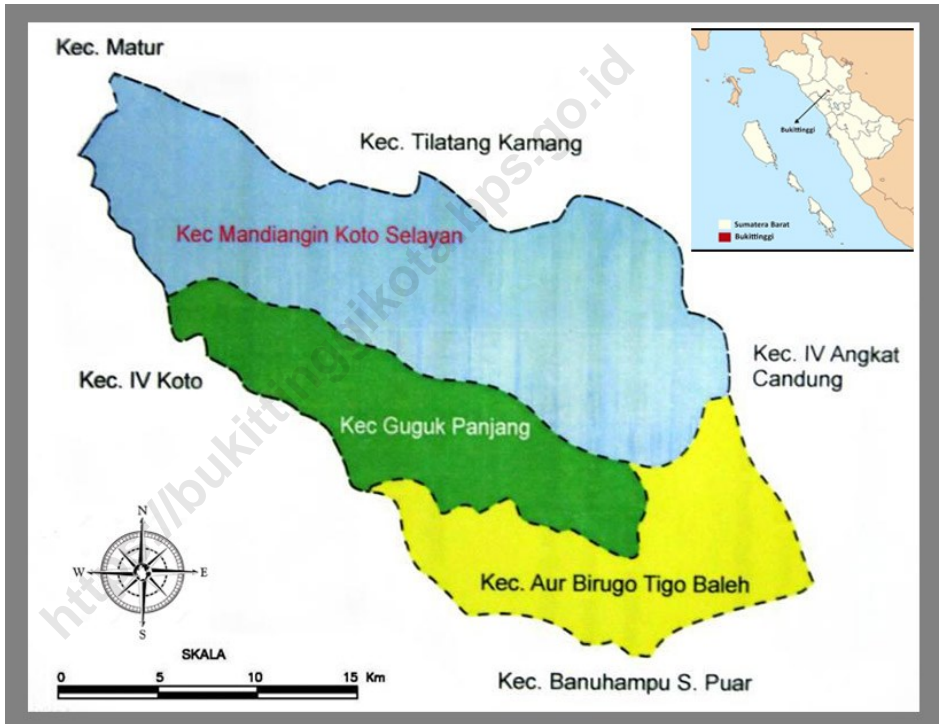 Kec. Matur
Kec. Tilatang Kamang
Bukittinggi
Sumatera Barat
Bukittinggi
Kec Mandiangin Koto Selayan
Kec. IV Angkat
Candung
Kec. IV Koto
Kec Guguk Panjang
N
W
E
S
Kec. Aur Birugo Tigo Baleh
SKALA
0 5 10 15 Km
Kec. Banuhampu S. Puar
https://bukittinggikota.bps.go.id